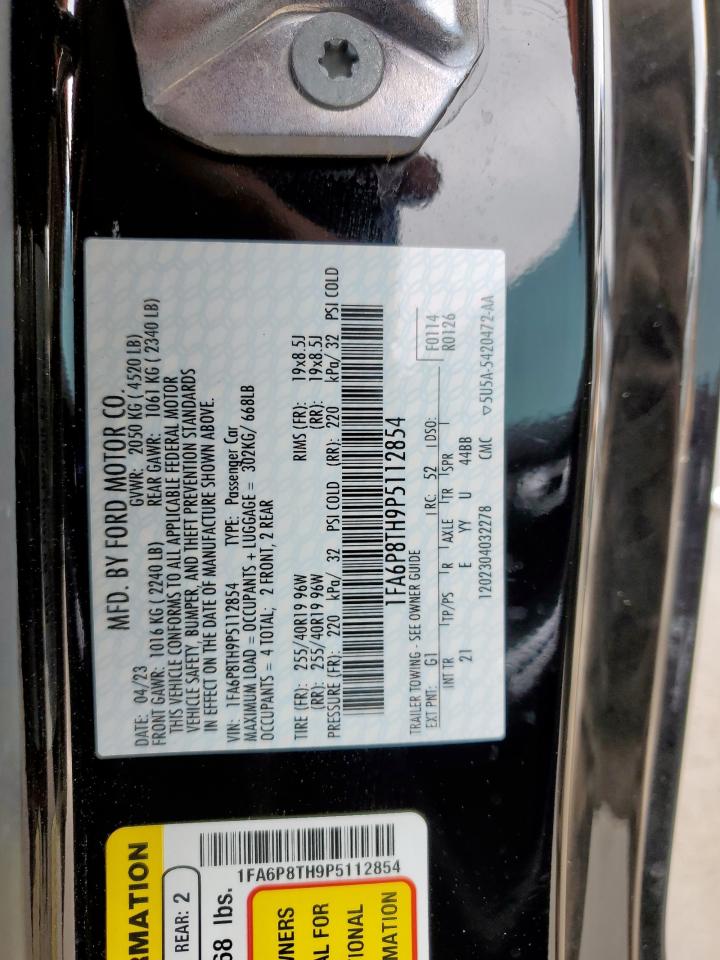 MFD. BY FORD MOTOR CO.
DATE: 04/23 GVWR: 2050 KG ( 4520 LB)
FRONT GAWR: 1016 KG ( 2240 LB) REAR GAWR: 1061 KG ( 2340 LB)
THIS VEHICLE CONFORMS TO ALL APPLICABLE FEDERAL MOTOR
VEHICLE SAFETY, BUMPER, AND THEFT PREVENTION STANDARDS
IN EFFECT ON THE DATE OF MANUFACTURE SHOWN ABOVE.
VIN: 1FA6P8TH9P5112854 TYPE: Passenger Car
MAXIMUM LOAD = OCCUPANTS + LUGGAGE = 302KG/ 668LB
OCCUPANTS = 4 TOTAL; 2 FRONT, 2 REAR
TIRE (FR): 255/40R19 96W RIMS (FR): 19x8.5J
(RR): 255/40R19 96W (RR): 19x8.5J
PRESSURE (FR): 220 kPa/ 32 PSI COLD (RR): 220 kPa/ 32 PSI COLD
1FA6P8TH9P5112854
TRAILER TOWING - SEE OWNER GUIDE
EXT PNT: G1 RC: 52 DSO:
F0114
R0126
INT TR TP/PS R AXLE TR SPR
21 E YY U 44BB
1202304032278 CMC 5U5A-5420472-AA
RMATION
REAR: 2
68 lbs.
1FA6P8TH9P5112854
WNERS
AL FOR
IONAL
MATION